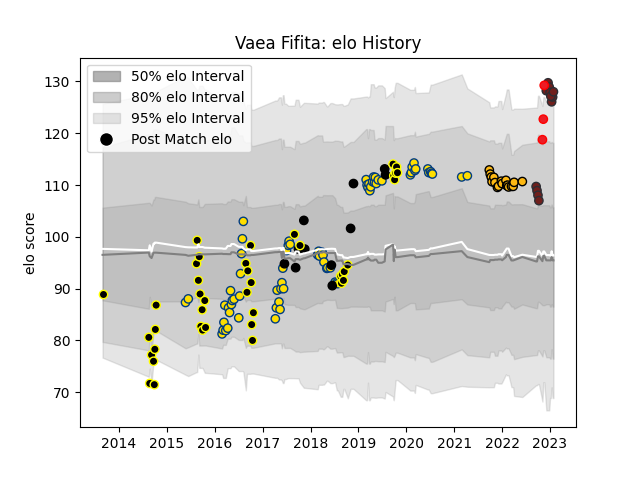 Vaea Fifita: elo History
50% elo Interval
80% elo Interval
95% elo Interval
Post Match elo
elo score
130
120
110
100
90
80
70
2014 2015 2016 2017 2018 2019 2020 2021 2022 2023